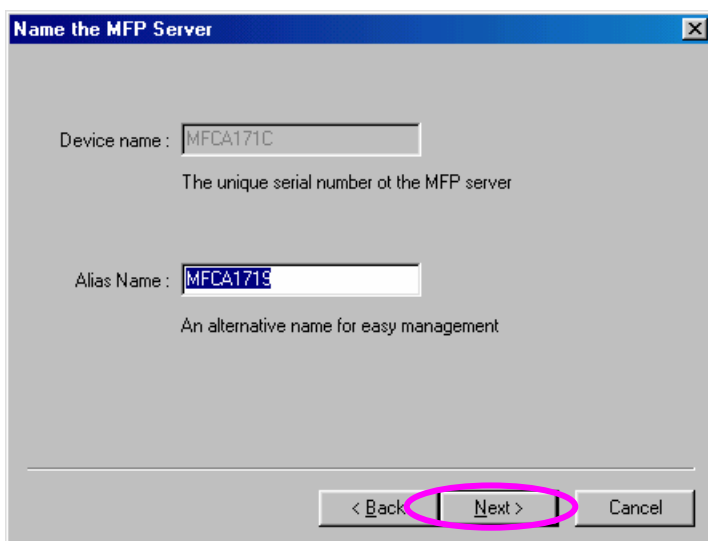 Name the MFP Server
Device name : MFCA171C
The unique serial number ot the MFP server
Alias Name : MFCA171S
An alternative name for easy management
< Back Next > Cancel